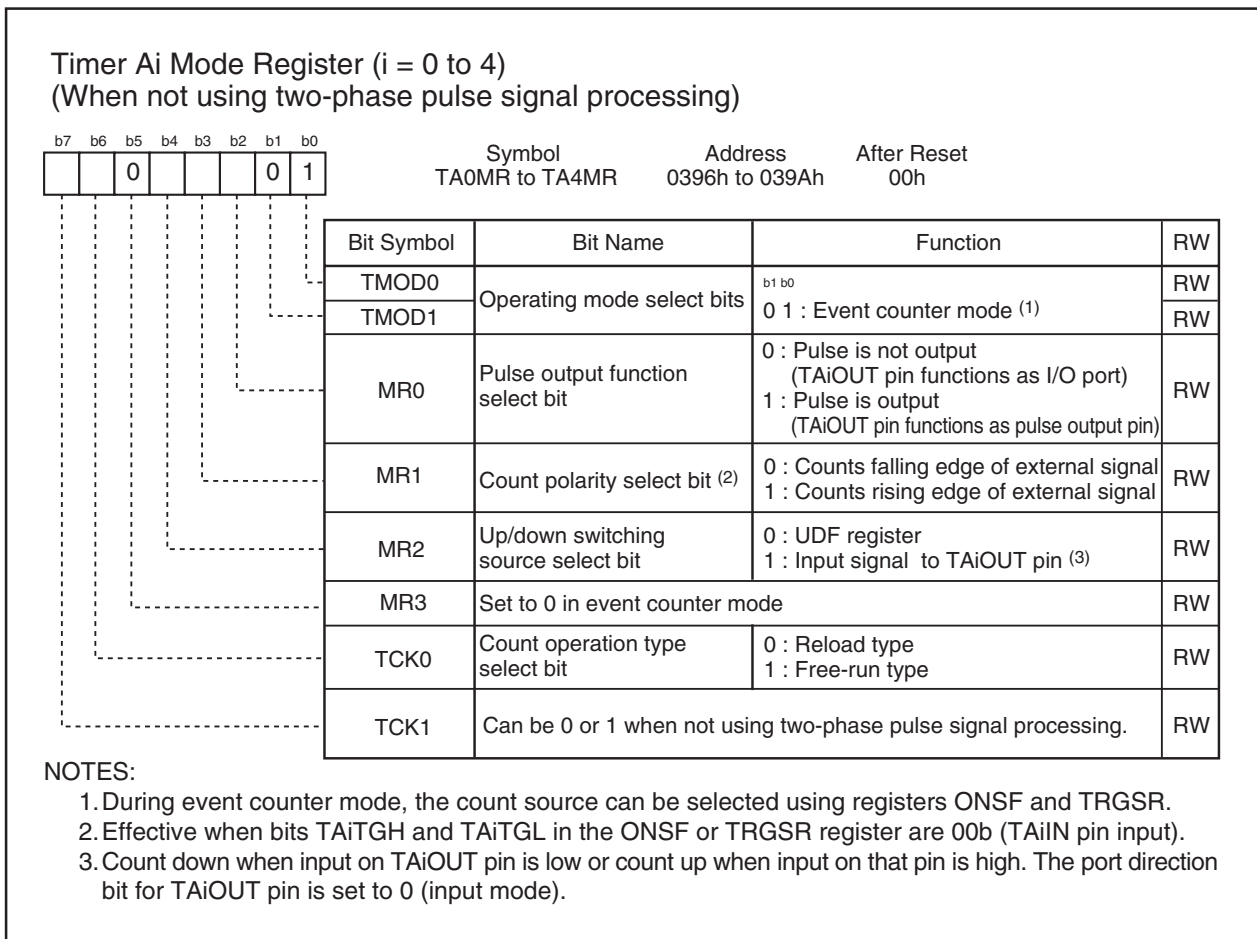 Timer Ai Mode Register (i = 0 to 4)
(When not using two-phase pulse signal processing)
b7 b6 b5 b4 b3 b2 b1 b0
0 0 1
Symbol Address After Reset
TA0MR to TA4MR 0396h to 039Ah 00h
Bit Symbol Bit Name Function RW
TMOD0 RW
TMOD1 RW
Operating mode select bits
b1 b0
0 1 : Event counter mode (1)
MR0
Pulse output function
select bit
0 : Pulse is not output
(TAiOUT pin functions as I/O port)
1 : Pulse is output
(TAiOUT pin functions as pulse output pin)
RW
MR1
Count polarity select bit (2)
0 : Counts falling edge of external signal
1 : Counts rising edge of external signal
RW
MR2
Up/down switching
source select bit
0 : UDF register
1 : Input signal to TAiOUT pin (3)
RW
MR3 Set to 0 in event counter mode RW
TCK0
Count operation type
select bit
0 : Reload type
1 : Free-run type
RW
TCK1 Can be 0 or 1 when not using two-phase pulse signal processing. RW
NOTES:
1. During event counter mode, the count source can be selected using registers ONSF and TRGSR.
2. Effective when bits TAiTGH and TAiTGL in the ONSF or TRGSR register are 00b (TAiIN pin input).
3. Count down when input on TAiOUT pin is low or count up when input on that pin is high. The port direction
bit for TAiOUT pin is set to 0 (input mode).